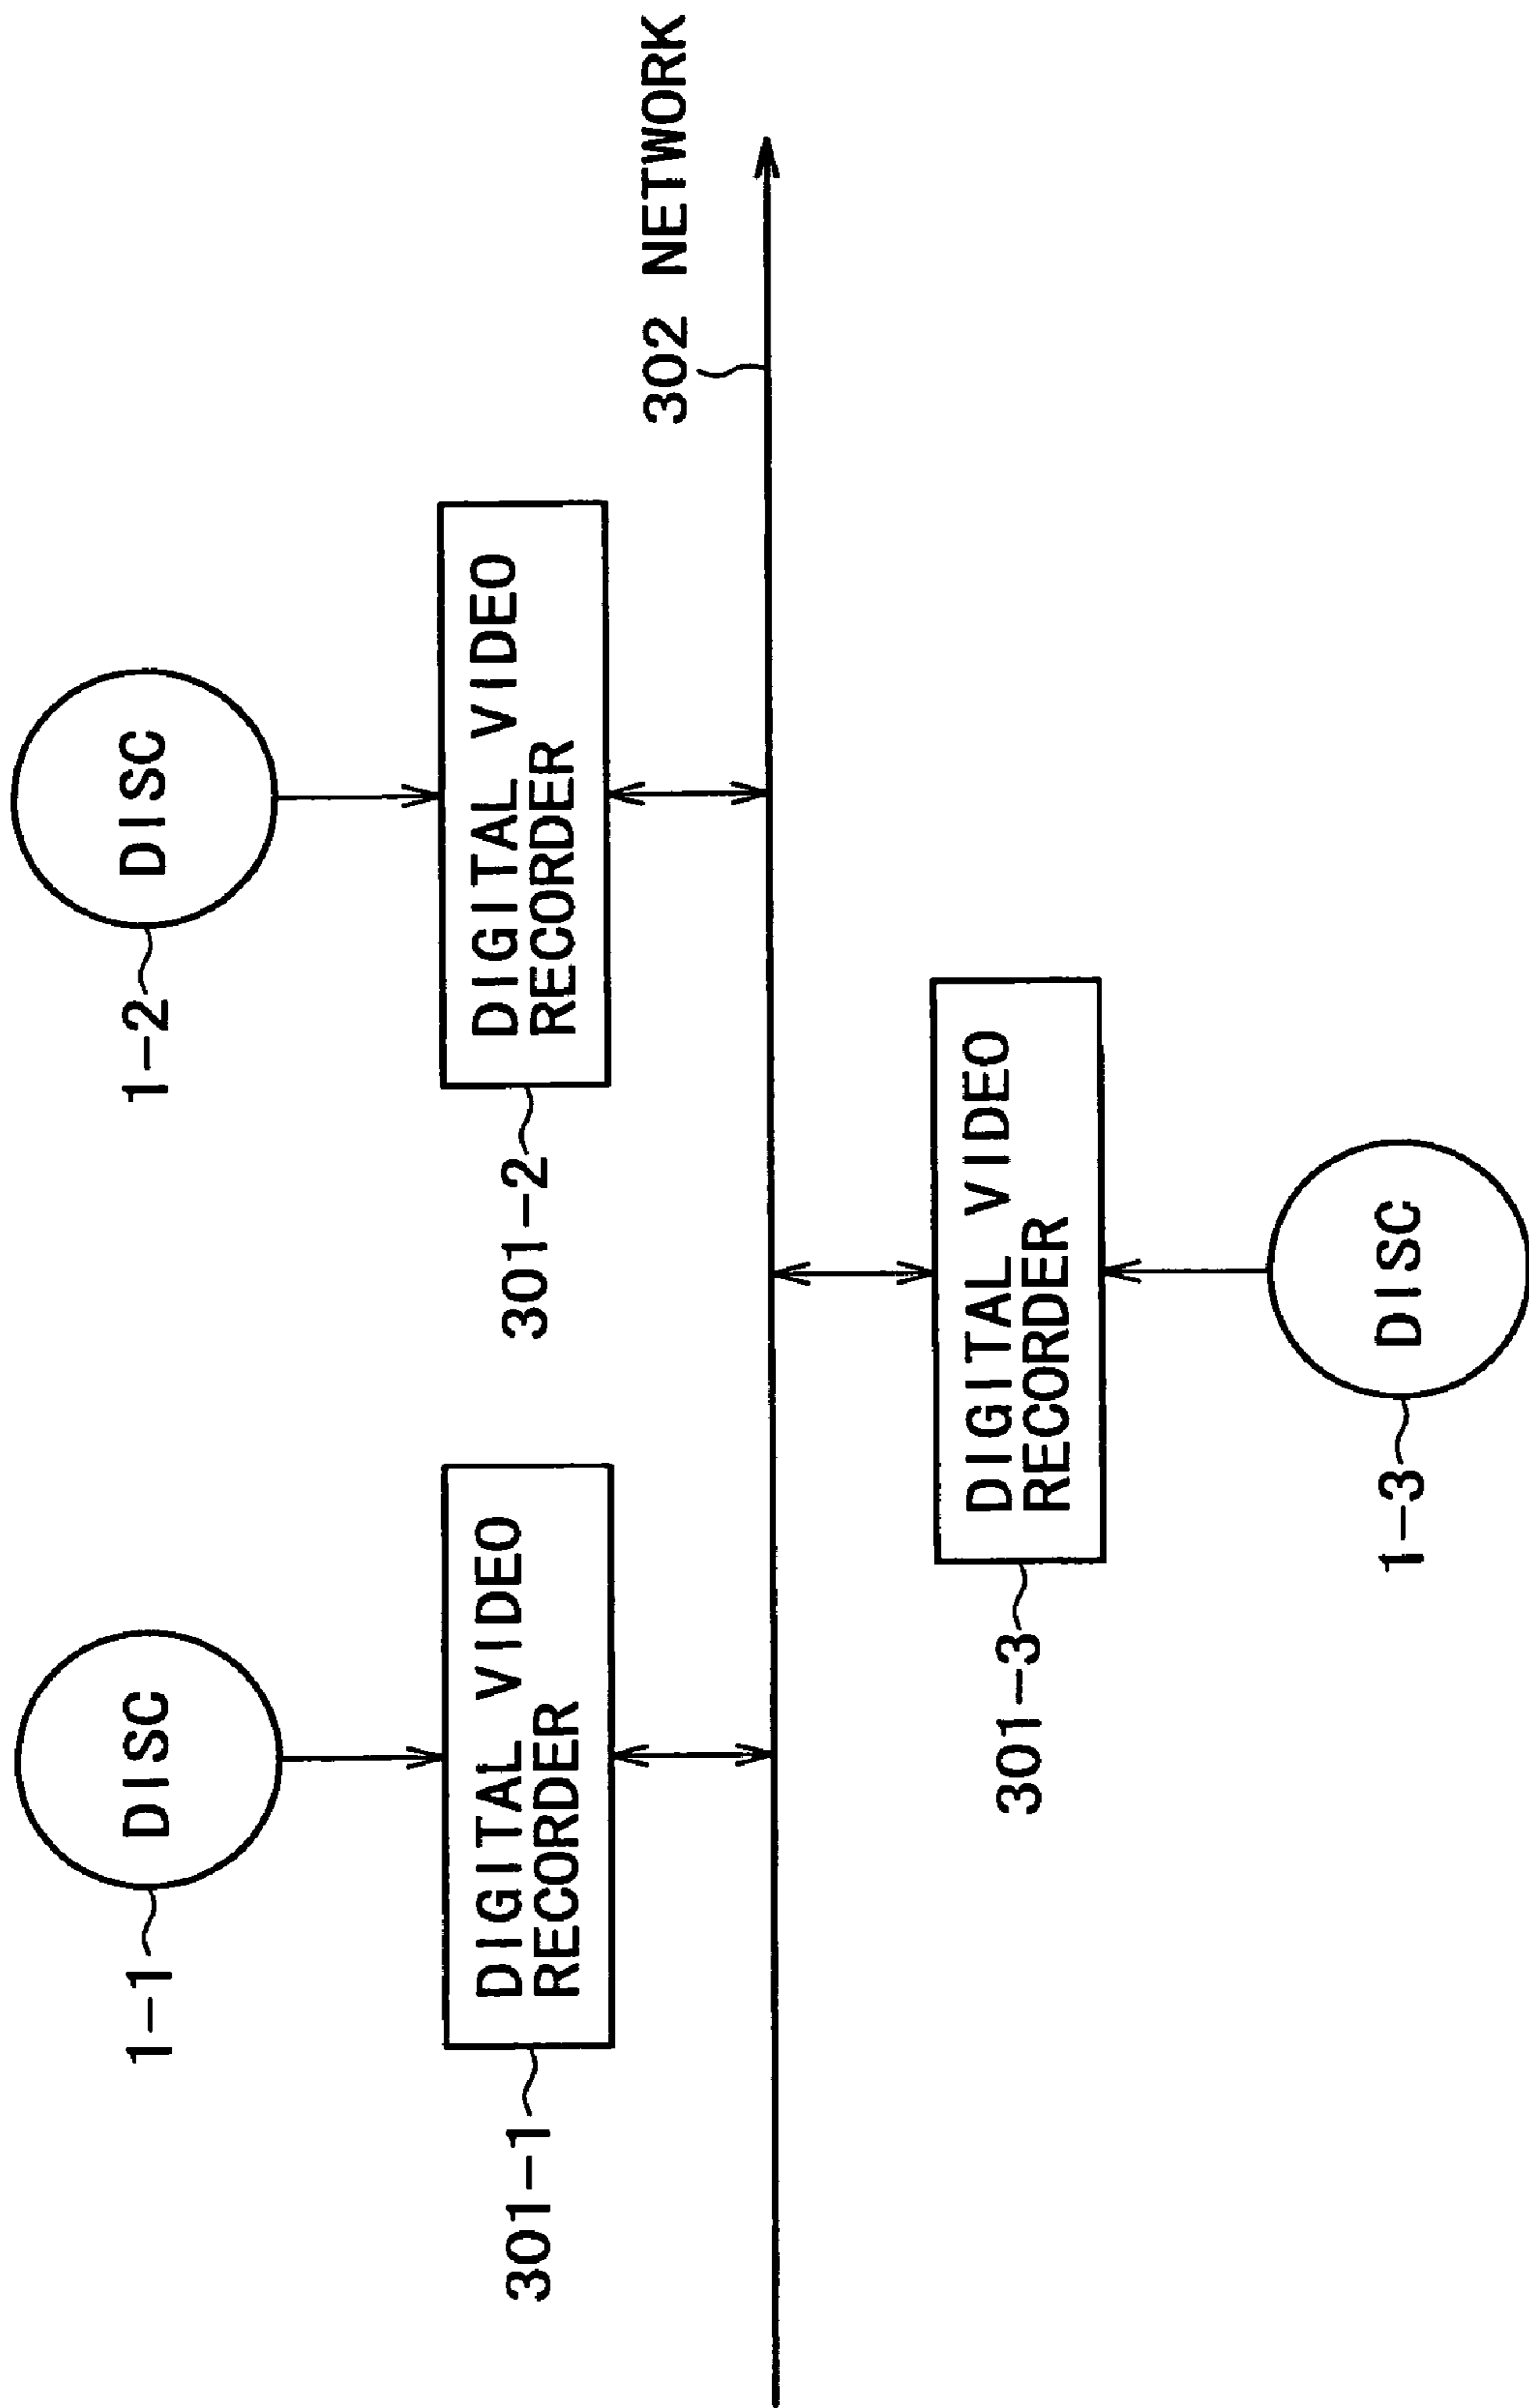 1-1
DISC
1-2
DISC
301-1
DIGITAL VIDEO
RECORDER
301-2
DIGITAL VIDEO
RECORDER
302 NETWORK
301-3
DIGITAL VIDEO
RECORDER
1-3
DISC